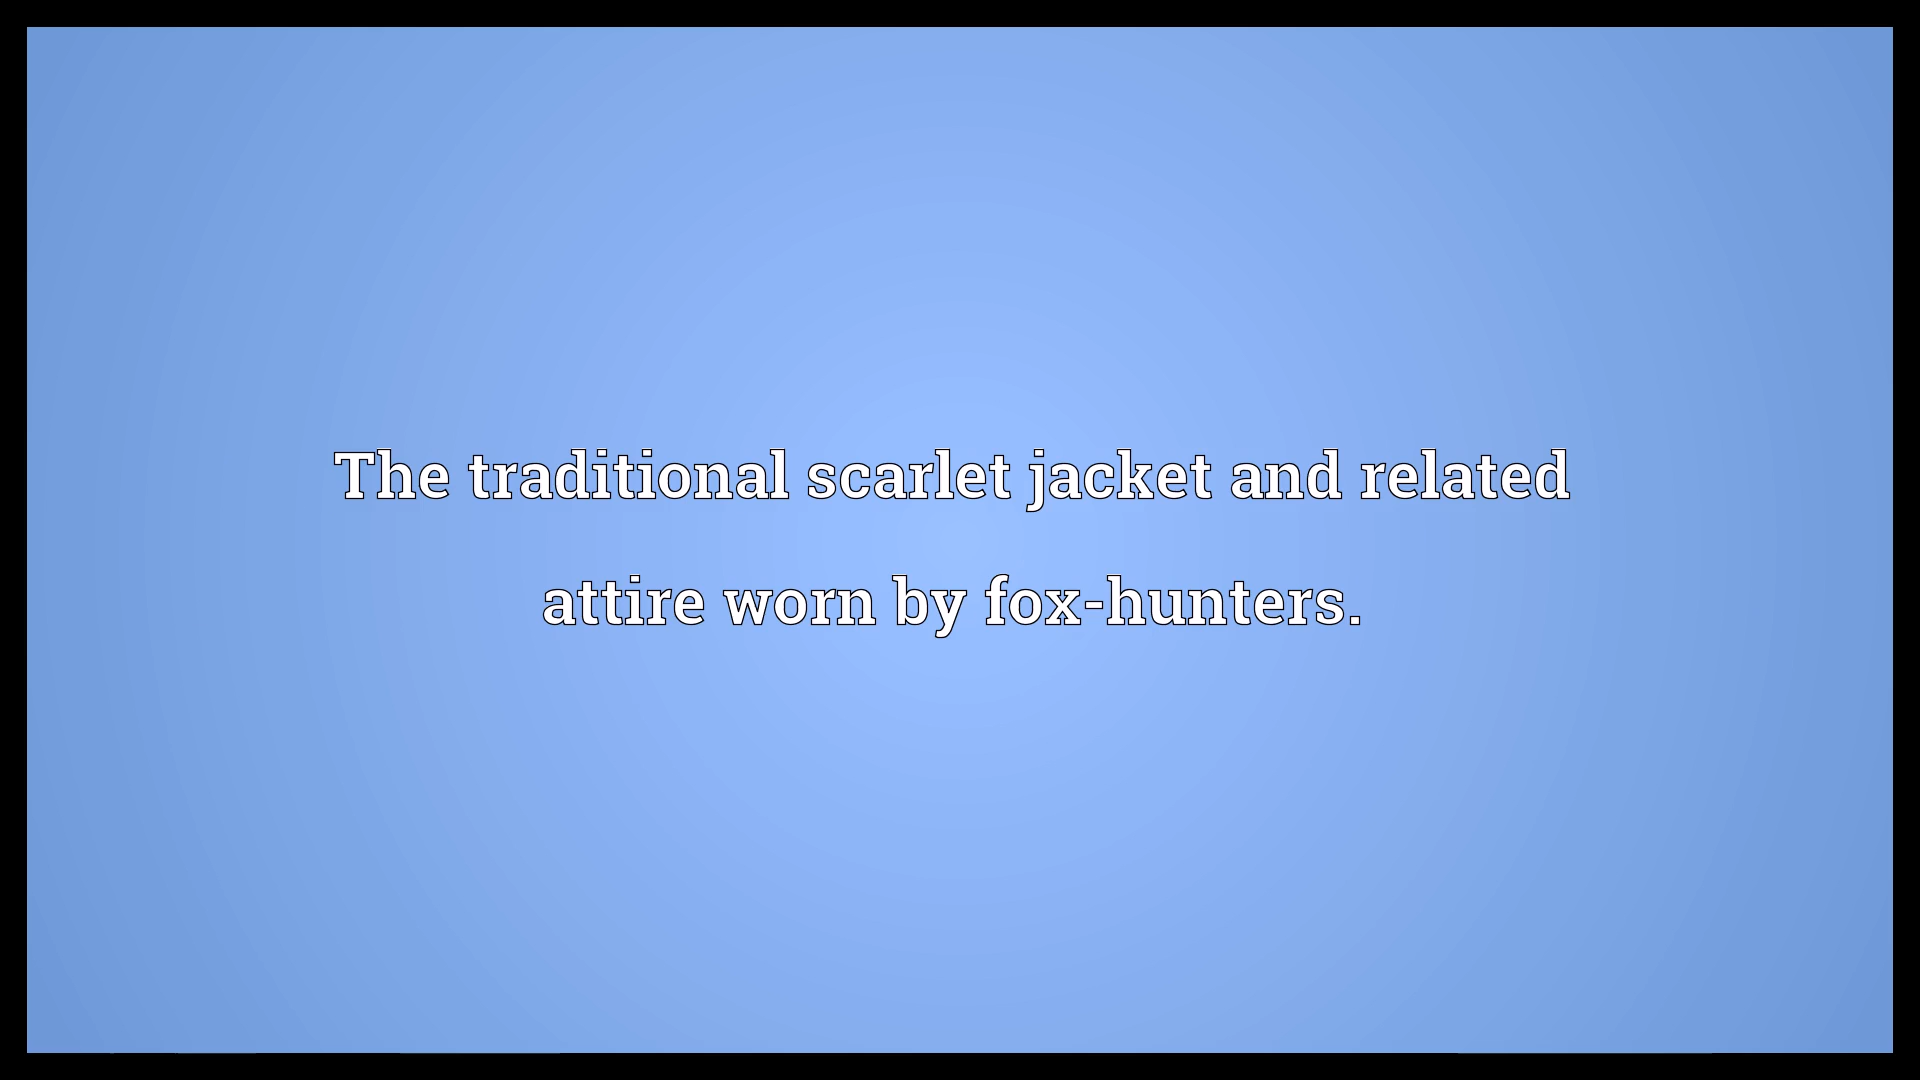 The traditional scarlet jacket and related
attire worn by fox-hunters.